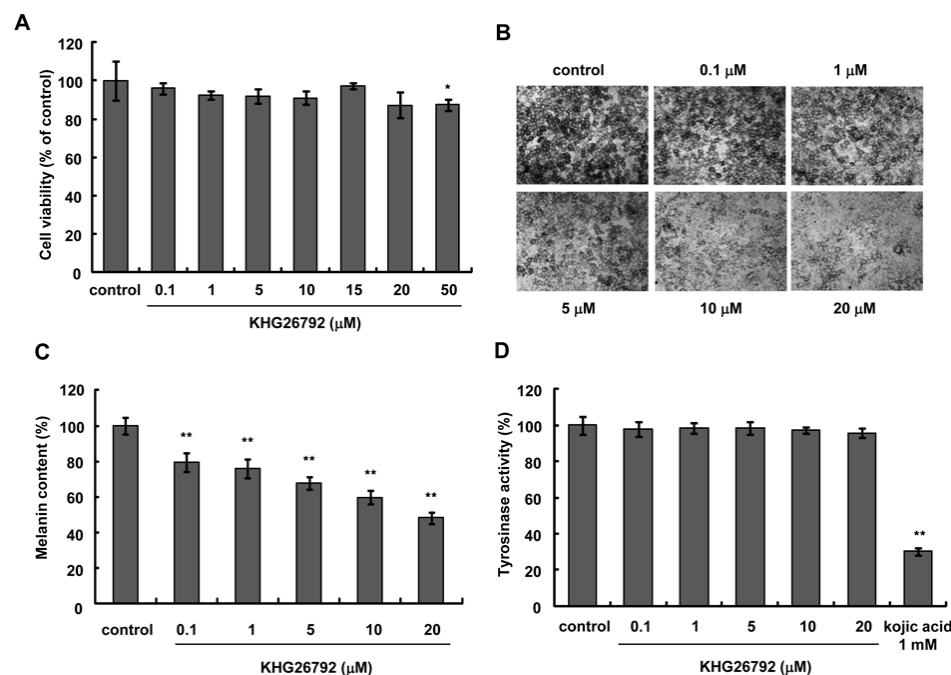 A
Cell viability (% of control)
120
100
80
60
40
20
0
*
control 0.1 1 5 10 15 20 50
KHG26792 (μM)
B
control 0.1 μM 1 μM
5 μM 10 μM 20 μM
C
Melanin content (%)
120
100
80
60
40
20
0
** ** ** ** **
control 0.1 1 5 10 20
KHG26792 (μM)
D
Tyrosinase activity (%)
120
100
80
60
40
20
0
**
control 0.1 1 5 10 20 kojic acid
1 mM
KHG26792 (μM)